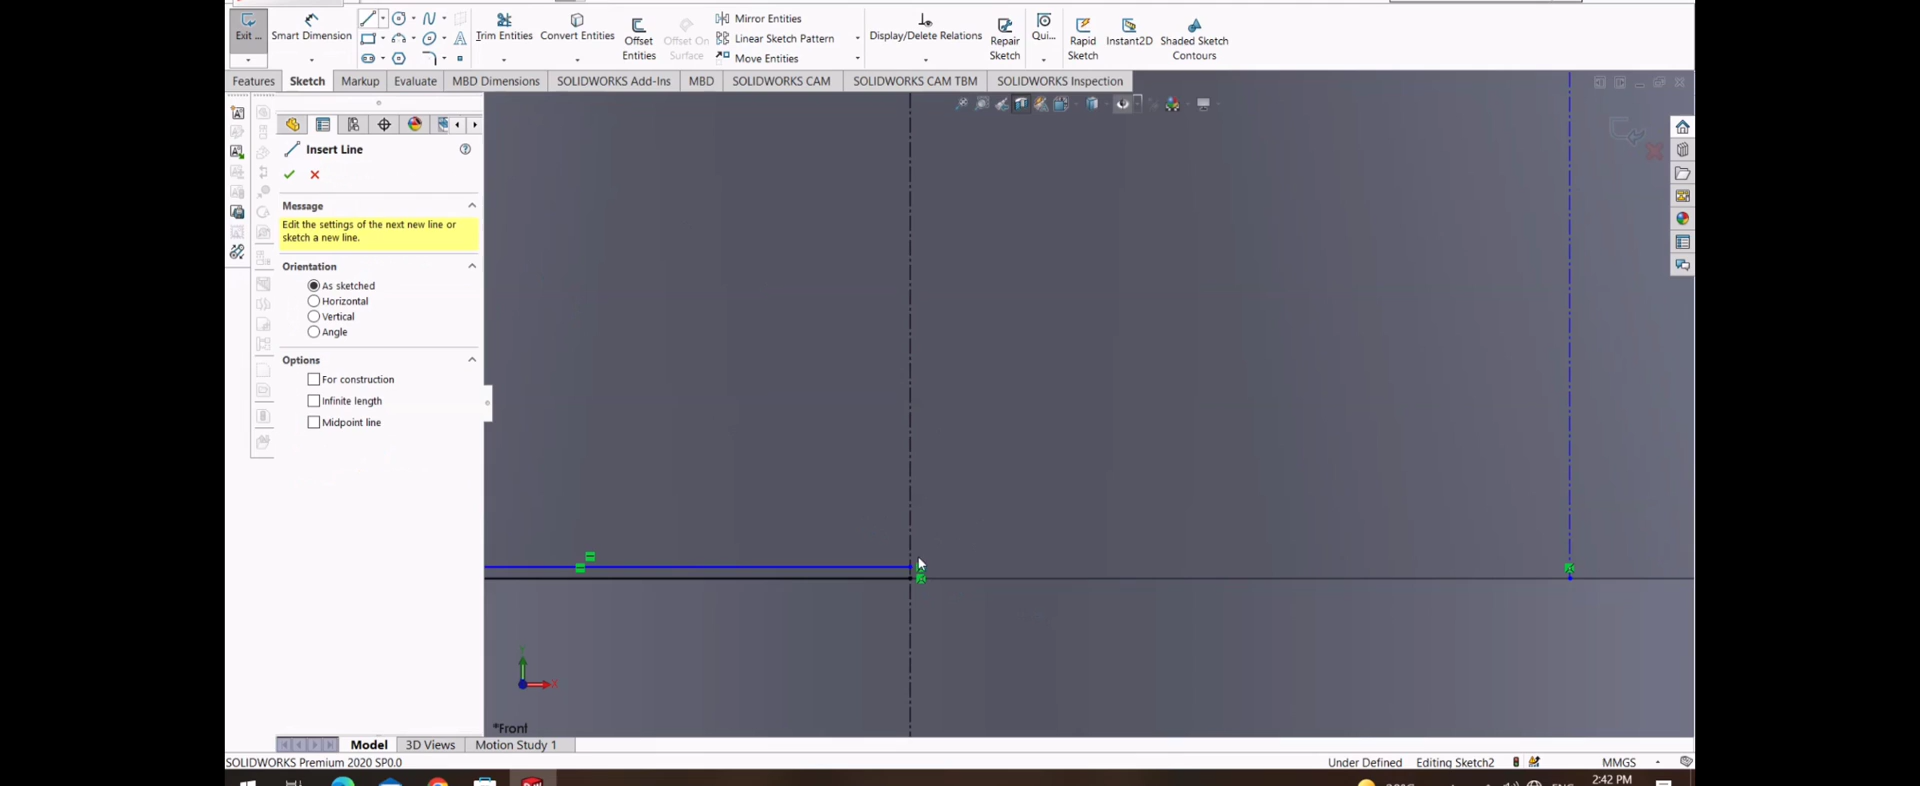 Exit ...
Smart Dimension
Trim Entities
Convert Entities
Offset Entities
Offset On Surface
Mirror Entities
Linear Sketch Pattern
Move Entities
Display/Delete Relations
Repair Sketch
Qui...
Rapid Sketch
Instant2D
Shaded Sketch Contours
Features
Sketch
Markup
Evaluate
MBD Dimensions
SOLIDWORKS Add-Ins
MBD
SOLIDWORKS CAM
SOLIDWORKS CAM TBM
SOLIDWORKS Inspection
Insert Line
Message
Edit the settings of the next new line or
sketch a new line.
Orientation
As sketched
Horizontal
Vertical
Angle
Options
For construction
Infinite length
Midpoint line
Y
X
*Front
Model
3D Views
Motion Study 1
SOLIDWORKS Premium 2020 SP0.0
Under Defined
Editing Sketch2
MMGS
2:42 PM